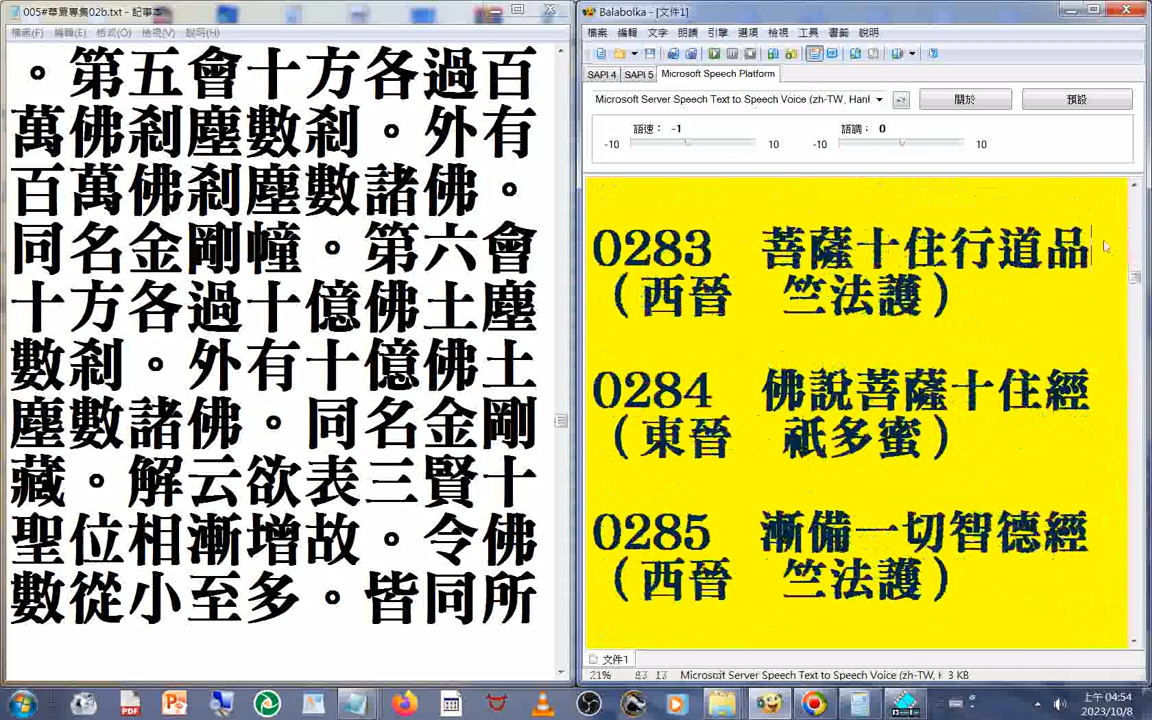 005#華嚴專集02b.txt - 記事本
檔案(F) 編輯(E) 格式(O) 檢視(V) 說明(H)
。第五會十方各過百
萬佛剎塵數剎。外有
百萬佛剎塵數諸佛。
同名金剛幢。第六會
十方各過十億佛土塵
數剎。外有十億佛土
塵數諸佛。同名金剛
藏。解云欲表三賢十
聖位相漸增故。令佛
數從小至多。皆同所
Balabolka - [文件1]
檔案 編輯 文字 朗讀 引擎 選項 檢視 工具 書籤 說明
SAPI 4 SAPI 5 Microsoft Speech Platform
Microsoft Server Speech Text to Speech Voice (zh-TW, Hanl
關於 預設
語速： -1 語調： 0
-10 10 -10 10
0283 菩薩十住行道品
（西晉 竺法護）
0284 佛說菩薩十住經
（東晉 祇多蜜）
0285 漸備一切智德經
（西晉 竺法護）
文件1
21% 83: 13 Microsoft Server Speech Text to Speech Voice (zh-TW, 3 KB
上午 04:54
2023/10/8